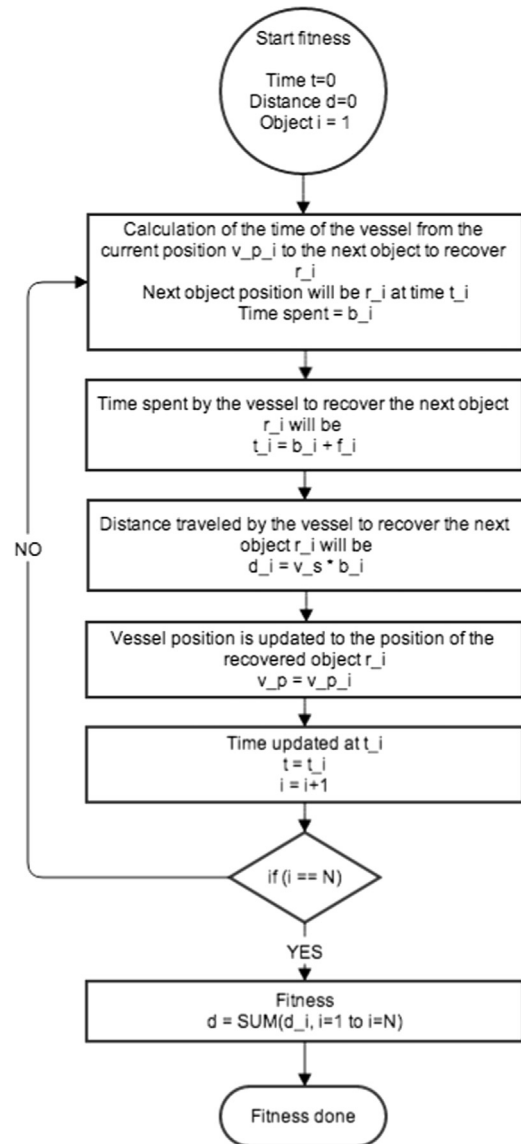 Start fitness
Time t=0
Distance d=0
Object i = 1
Calculation of the time of the vessel from the
current position v_p_i to the next object to recover
r_i
Next object position will be r_i at time t_i
Time spent = b_i
Time spent by the vessel to recover the next object
r_i will be
t_i = b_i + f_i
Distance traveled by the vessel to recover the next
object r_i will be
d_i = v_s * b_i
NO
Vessel position is updated to the position of the
recovered object r_i
v_p = v_p_i
Time updated at t_i
t = t_i
i = i+1
if (i == N)
YES
Fitness
d = SUM(d_i, i=1 to i=N)
Fitness done